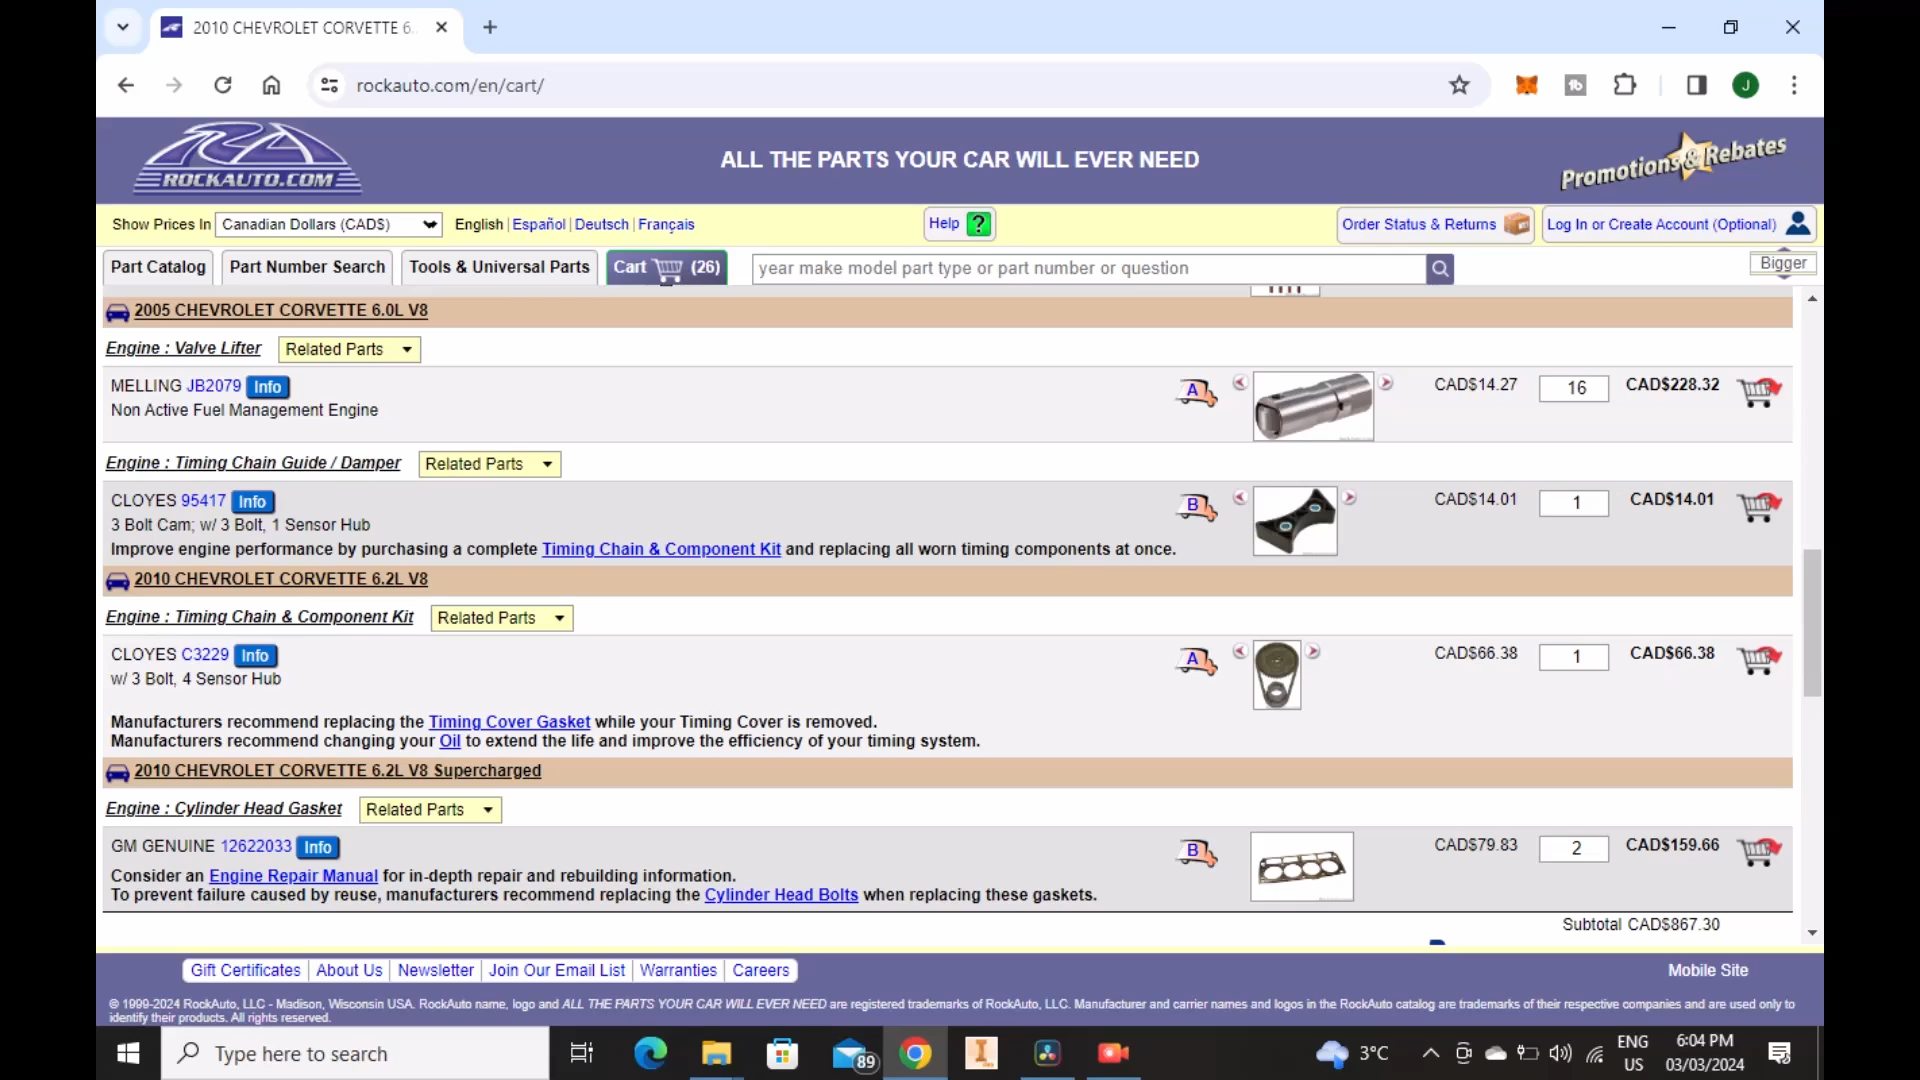 2010 CHEVROLET CORVETTE 6.
rockauto.com/en/cart/
J
RA
ROCKAUTO.COM
ALL THE PARTS YOUR CAR WILL EVER NEED
Promotions & Rebates
Show Prices In Canadian Dollars (CAD$) English | Español | Deutsch | Français
Help ?
Order Status & Returns
Log In or Create Account (Optional)
Part Catalog
Part Number Search
Tools & Universal Parts
Cart (26)
year make model part type or part number or question
Bigger
2005 CHEVROLET CORVETTE 6.0L V8
Engine : Valve Lifter Related Parts
MELLING JB2079 Info
A
CAD$14.27 16 CAD$228.32
Non Active Fuel Management Engine
Engine : Timing Chain Guide / Damper Related Parts
CLOYES 95417 Info
B
CAD$14.01 1 CAD$14.01
3 Bolt Cam; w/ 3 Bolt, 1 Sensor Hub
Improve engine performance by purchasing a complete Timing Chain & Component Kit and replacing all worn timing components at once.
2010 CHEVROLET CORVETTE 6.2L V8
Engine : Timing Chain & Component Kit Related Parts
CLOYES C3229 Info
A
CAD$66.38 1 CAD$66.38
w/ 3 Bolt, 4 Sensor Hub
Manufacturers recommend replacing the Timing Cover Gasket while your Timing Cover is removed.
Manufacturers recommend changing your Oil to extend the life and improve the efficiency of your timing system.
2010 CHEVROLET CORVETTE 6.2L V8 Supercharged
Engine : Cylinder Head Gasket Related Parts
GM GENUINE 12622033 Info
B
CAD$79.83 2 CAD$159.66
Consider an Engine Repair Manual for in-depth repair and rebuilding information.
To prevent failure caused by reuse, manufacturers recommend replacing the Cylinder Head Bolts when replacing these gaskets.
Subtotal CAD$867.30
Gift Certificates | About Us | Newsletter | Join Our Email List | Warranties | Careers
Mobile Site
© 1999-2024 RockAuto, LLC - Madison, Wisconsin USA. RockAuto name, logo and ALL THE PARTS YOUR CAR WILL EVER NEED are registered trademarks of RockAuto, LLC. Manufacturer and carrier names and logos in the RockAuto catalog are trademarks of their respective companies and are used only to
identify their products. All rights reserved.
Type here to search
89
I
3°C
ENG
US
6:04 PM
03/03/2024